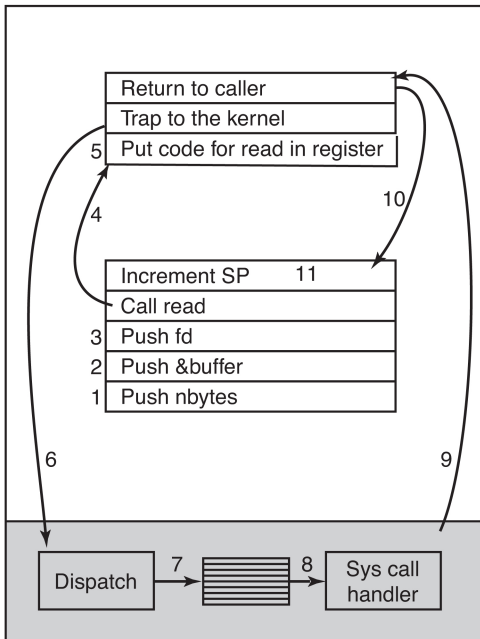 Return to caller
Trap to the kernel
5 Put code for read in register
4
10
Increment SP 11
Call read
3 Push fd
2 Push &buffer
1 Push nbytes
6
9
Dispatch
7
8
Sys call
handler